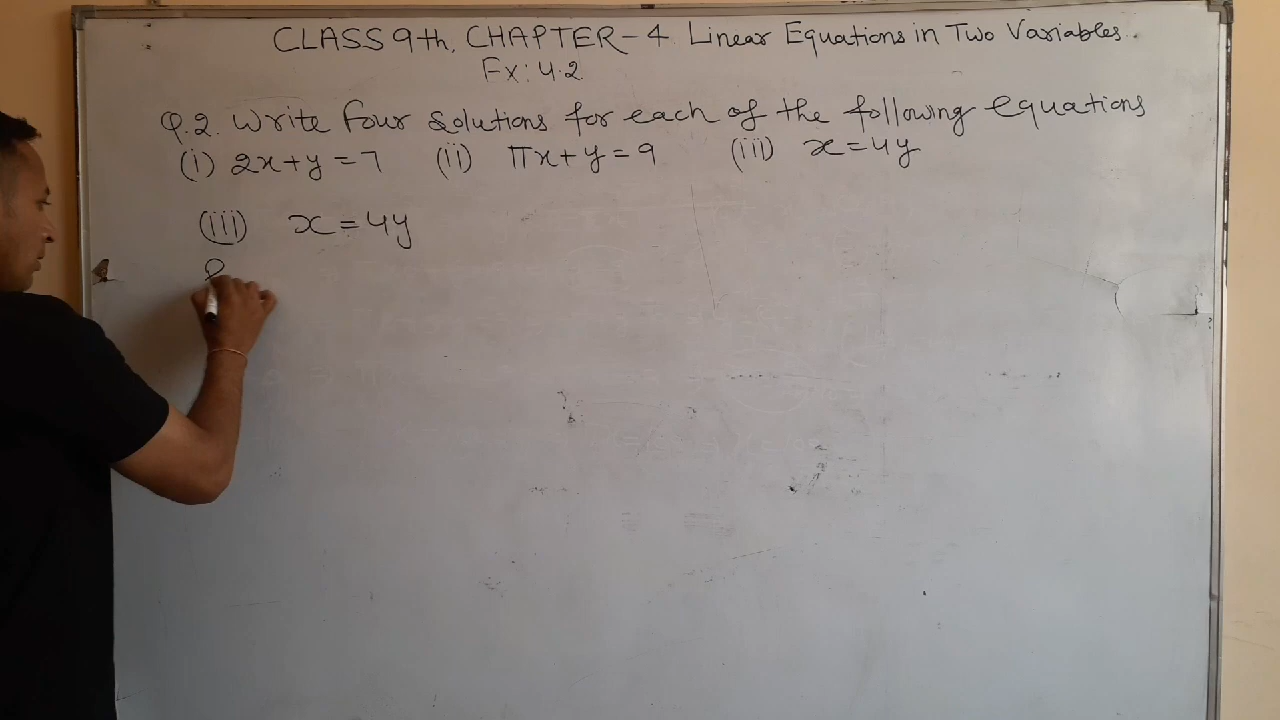 CLASS 9th, CHAPTER-4 Linear Equations in Two Variables.
Ex: 4.2
Q.2. Write four solutions for each of the following equations
(i) 2x+y=7 (ii) πx+y=9 (iii) x=4y
(iii) x=4y